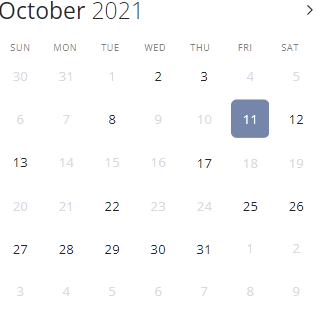 October 2021
SUN MON TUE WED THU FRI SAT
30 31 1 2 3 4 5
6 7 8 9 10 11 12
13 14 15 16 17 18 19
20 21 22 23 24 25 26
27 28 29 30 31 1 2
3 4 5 6 7 8 9